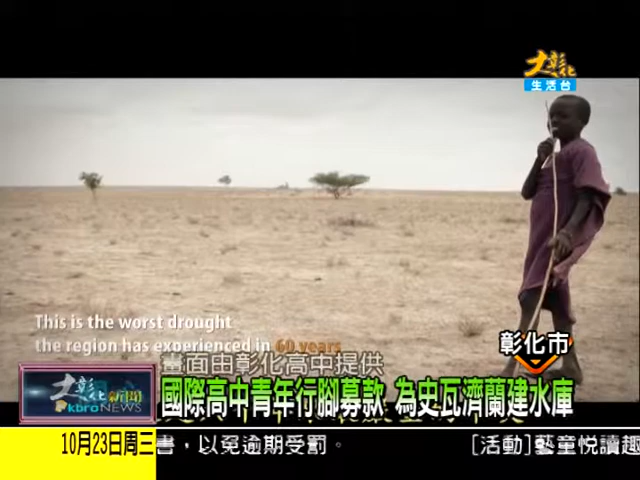 大彰化
生活台
This is the worst drought
the region has experienced in 60 years
彰化市
畫面由彰化高中提供
大彰化新聞
kbro NEWS
國際高中青年行腳募款 為史瓦濟蘭建水庫
10月23日周三 書，以免逾期受罰。 [活動]藝童悅讀趣